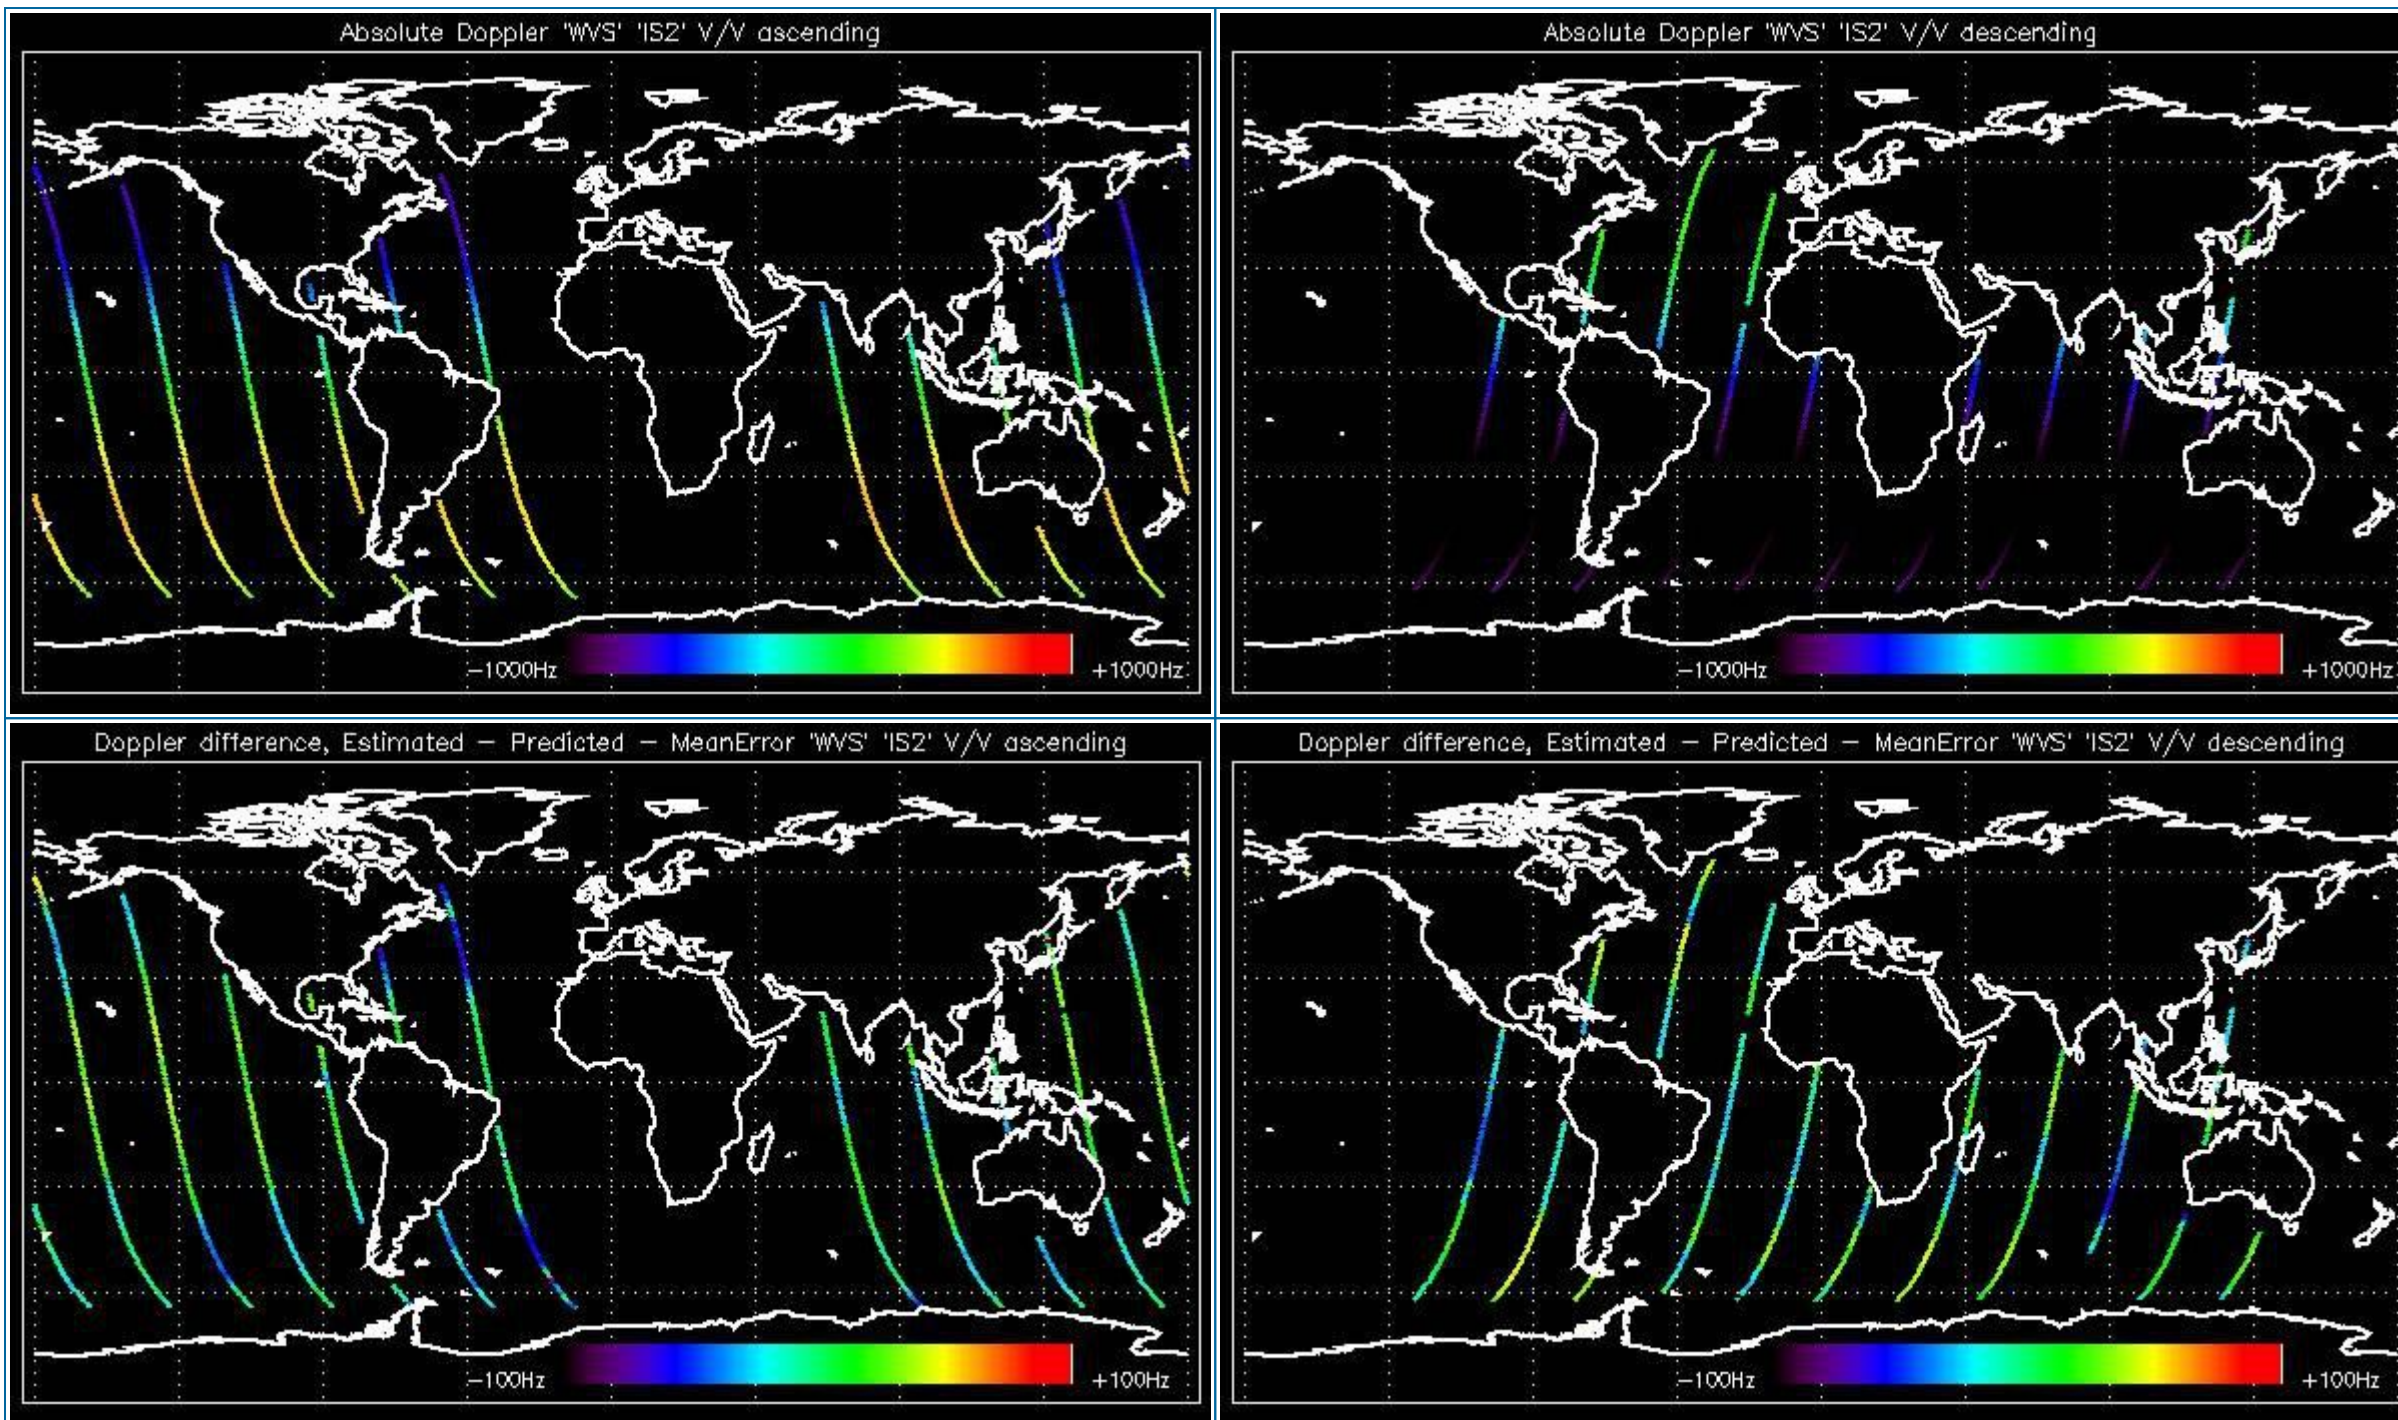 Absolute Doppler 'WVS' 'IS2' V/V ascending
-1000Hz +1000Hz
Absolute Doppler 'WVS' 'IS2' V/V descending
-1000Hz +1000Hz
Doppler difference, Estimated - Predicted - MeanError 'WVS' 'IS2' V/V ascending
-100Hz +100Hz
Doppler difference, Estimated - Predicted - MeanError 'WVS' 'IS2' V/V descending
-100Hz +100Hz